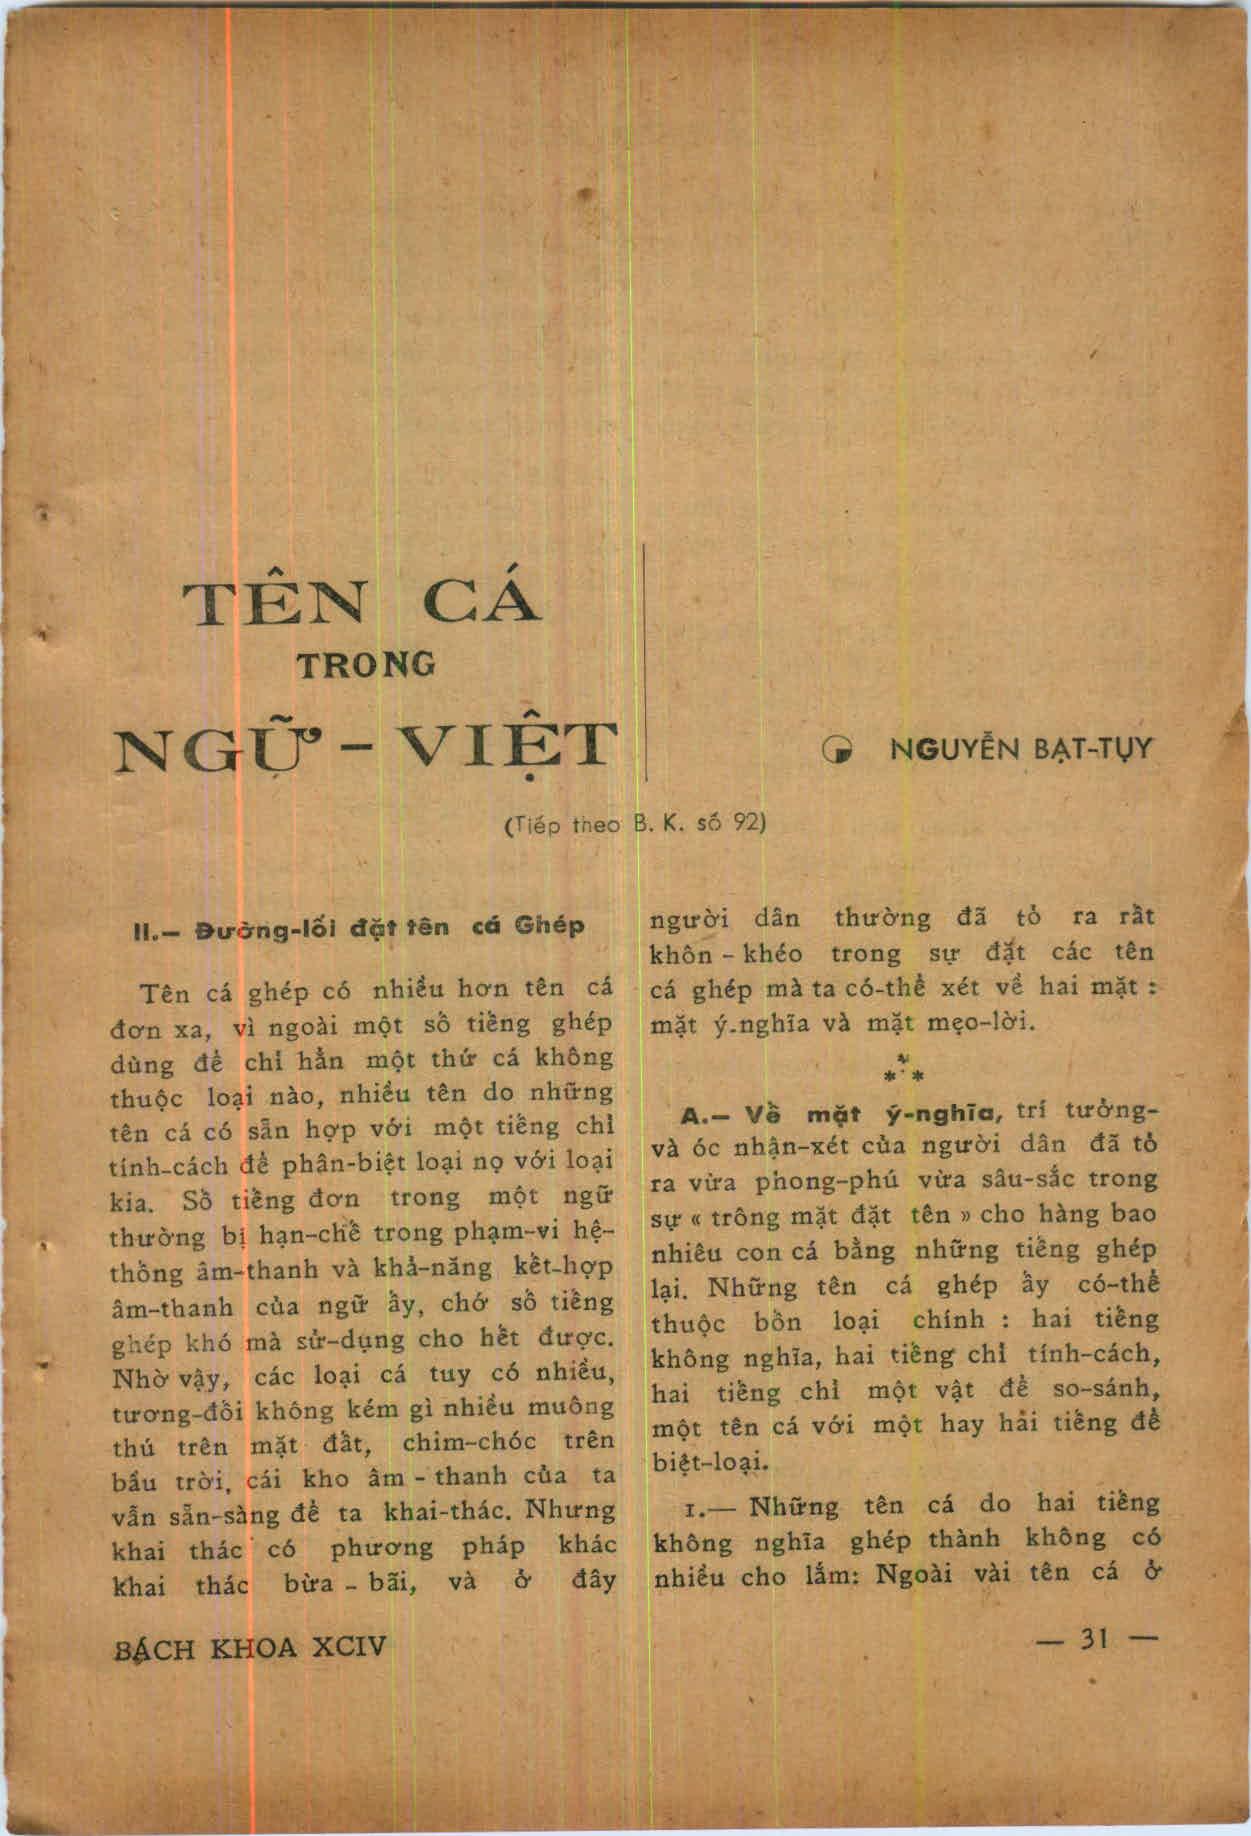 TÊN CÁ
TRONG
NGỮ - VIỆT
NGUYỄN BẠT-TỤY
(Tiếp theo B. K. số 92)
II.— Đường-lối đặt tên cá Ghép
Tên cá ghép có nhiều hơn tên cá
đơn xa, vì ngoài một số tiếng ghép
dùng để chỉ hẳn một thứ cá không
thuộc loại nào, nhiều tên do những
tên cá có sẵn hợp với một tiếng chỉ
tính-cách để phân-biệt loại nọ với loại
kia. Số tiếng đơn trong một ngữ
thường bị hạn-chế trong phạm-vi hệ-
thống âm-thanh và khả-năng kết-hợp
âm-thanh của ngữ ấy, chớ số tiếng
ghép khó mà sử-dụng cho hết được.
Nhờ vậy, các loại cá tuy có nhiều,
tương-đối không kém gì nhiều muông
thú trên mặt đất, chim-chóc trên
bầu trời, cái kho âm - thanh của ta
vẫn sẵn-sàng để ta khai-thác. Nhưng
khai thác có phương pháp khác
khai thác bừa - bãi, và ở đây
người dân thường đã tỏ ra rất
khôn - khéo trong sự đặt các tên
cá ghép mà ta có-thể xét về hai mặt :
mặt ý-nghĩa và mặt mẹo-lời.
* * *
A.— Về mặt ý-nghĩa, trí tưởng-
và óc nhận-xét của người dân đã tỏ
ra vừa phong-phú vừa sâu-sắc trong
sự « trông mặt đặt tên » cho hàng bao
nhiêu con cá bằng những tiếng ghép
lại. Những tên cá ghép ấy có-thể
thuộc bốn loại chính : hai tiếng
không nghĩa, hai tiếng chỉ tính-cách,
hai tiếng chỉ một vật để so-sánh,
một tên cá với một hay hải tiếng để
biệt-loại.
1.— Những tên cá do hai tiếng
không nghĩa ghép thành không có
nhiều cho lắm: Ngoài vài tên cá ở
BÁCH KHOA XCIV
— 31 —